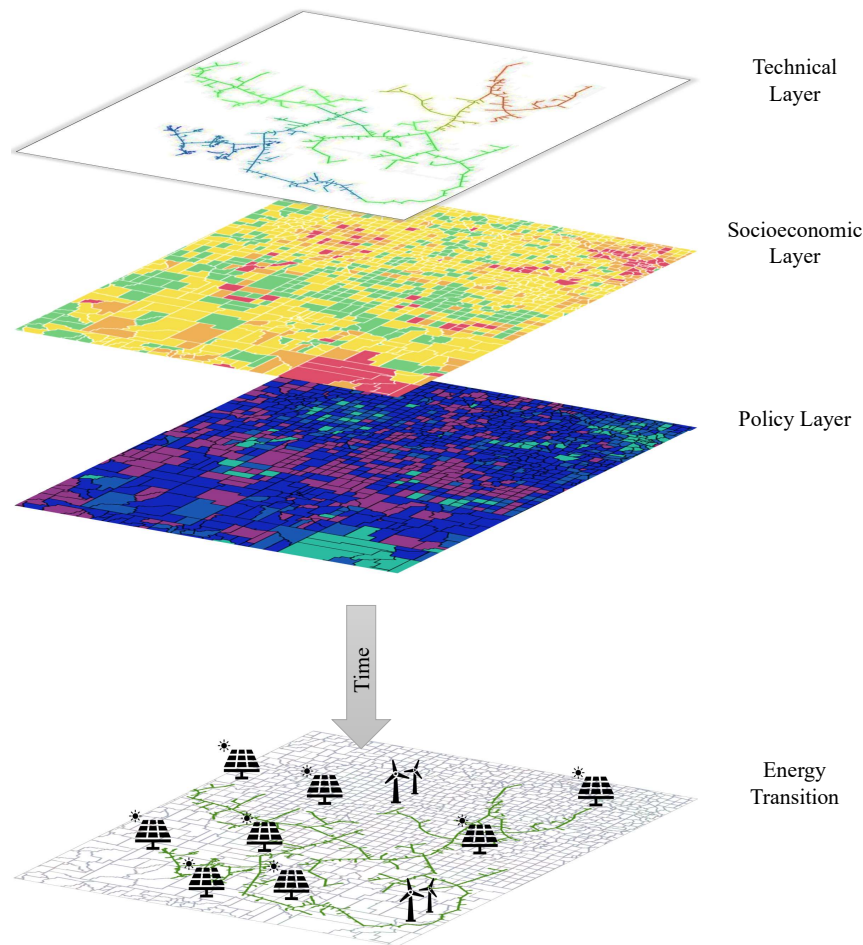 Technical
Layer
Socioeconomic
Layer
Policy Layer
Time
Energy
Transition